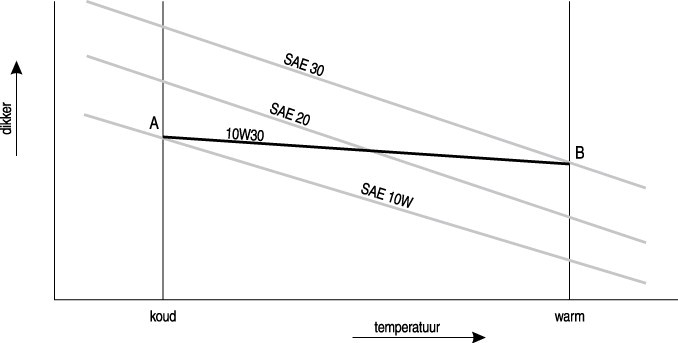 SAE 30
SAE 20
A
10W30
B
SAE 10W
dikker
koud
warm
temperatuur